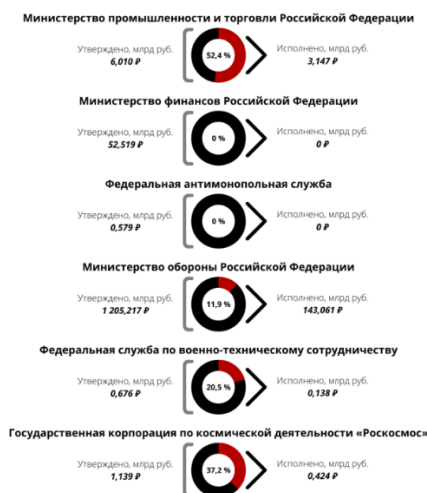 Министерство промышленности и торговли Российской Федерации
Утверждено, млрд руб.
6,010 ₽
52,4 %
Исполнено, млрд руб.
3,147 ₽
Министерство финансов Российской Федерации
Утверждено, млрд руб.
52,519 ₽
0 %
Исполнено, млрд руб.
0 ₽
Федеральная антимонопольная служба
Утверждено, млрд руб.
0,579 ₽
0 %
Исполнено, млрд руб.
0 ₽
Министерство обороны Российской Федерации
Утверждено, млрд руб.
1 205,217 ₽
11,9 %
Исполнено, млрд руб.
143,061 ₽
Федеральная служба по военно-техническому сотрудничеству
Утверждено, млрд руб.
0,676 ₽
20,5 %
Исполнено, млрд руб.
0,138 ₽
Государственная корпорация по космической деятельности «Роскосмос»
Утверждено, млрд руб.
1,139 ₽
37,2 %
Исполнено, млрд руб.
0,424 ₽